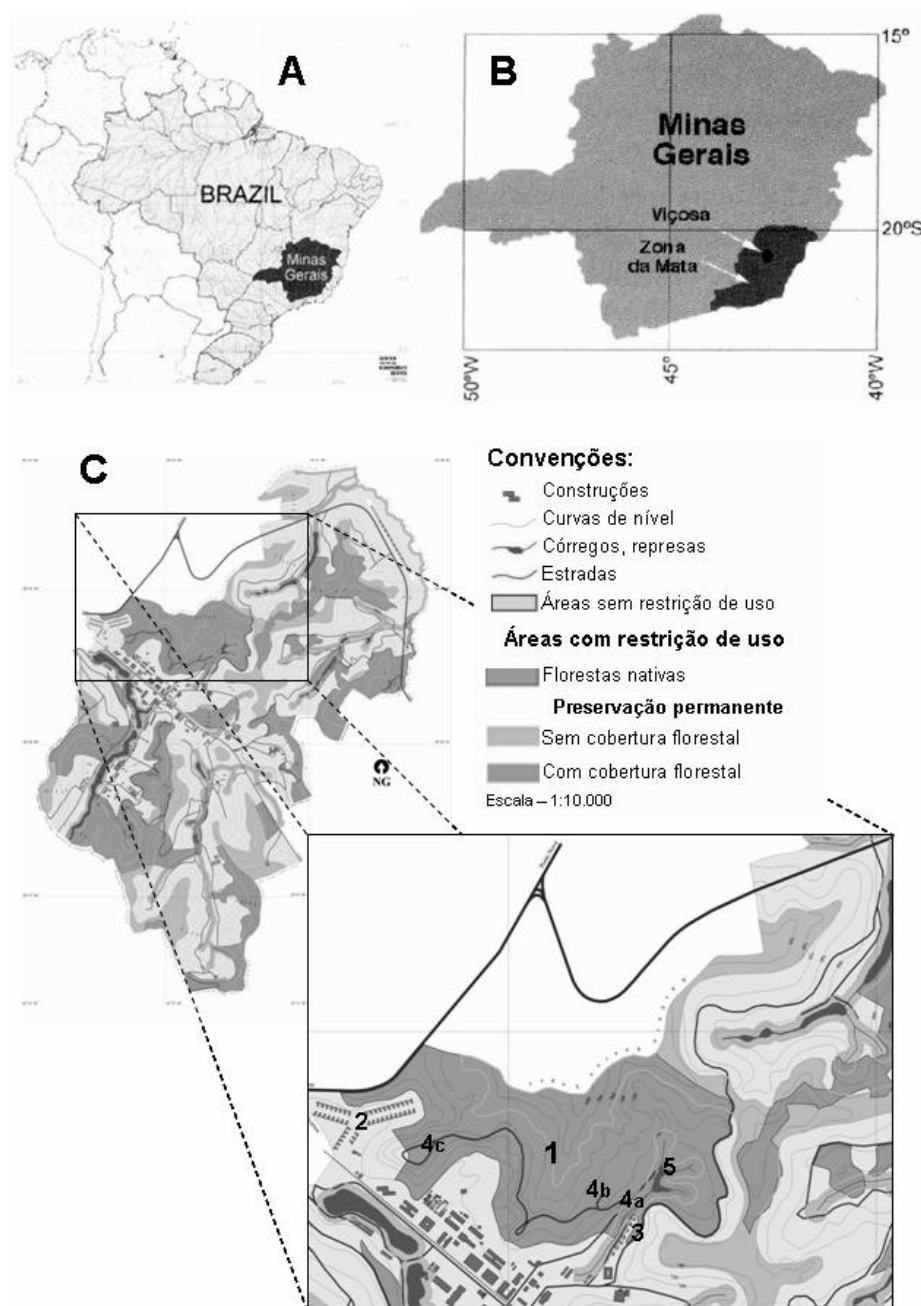 A
BRAZIL
Minas
Gerais
B
15º
Minas
Gerais
Viçosa
20ºS
Zona
da Mata
50ºW
45º
40ºW
C
NG
Convenções:
Construções
Curvas de nível
Córregos, represas
Estradas
Áreas sem restrição de uso
Áreas com restrição de uso
Florestas nativas
Preservação permanente
Sem cobertura florestal
Com cobertura florestal
Escala – 1:10.000
2
4c
1
5
4b
4a
3